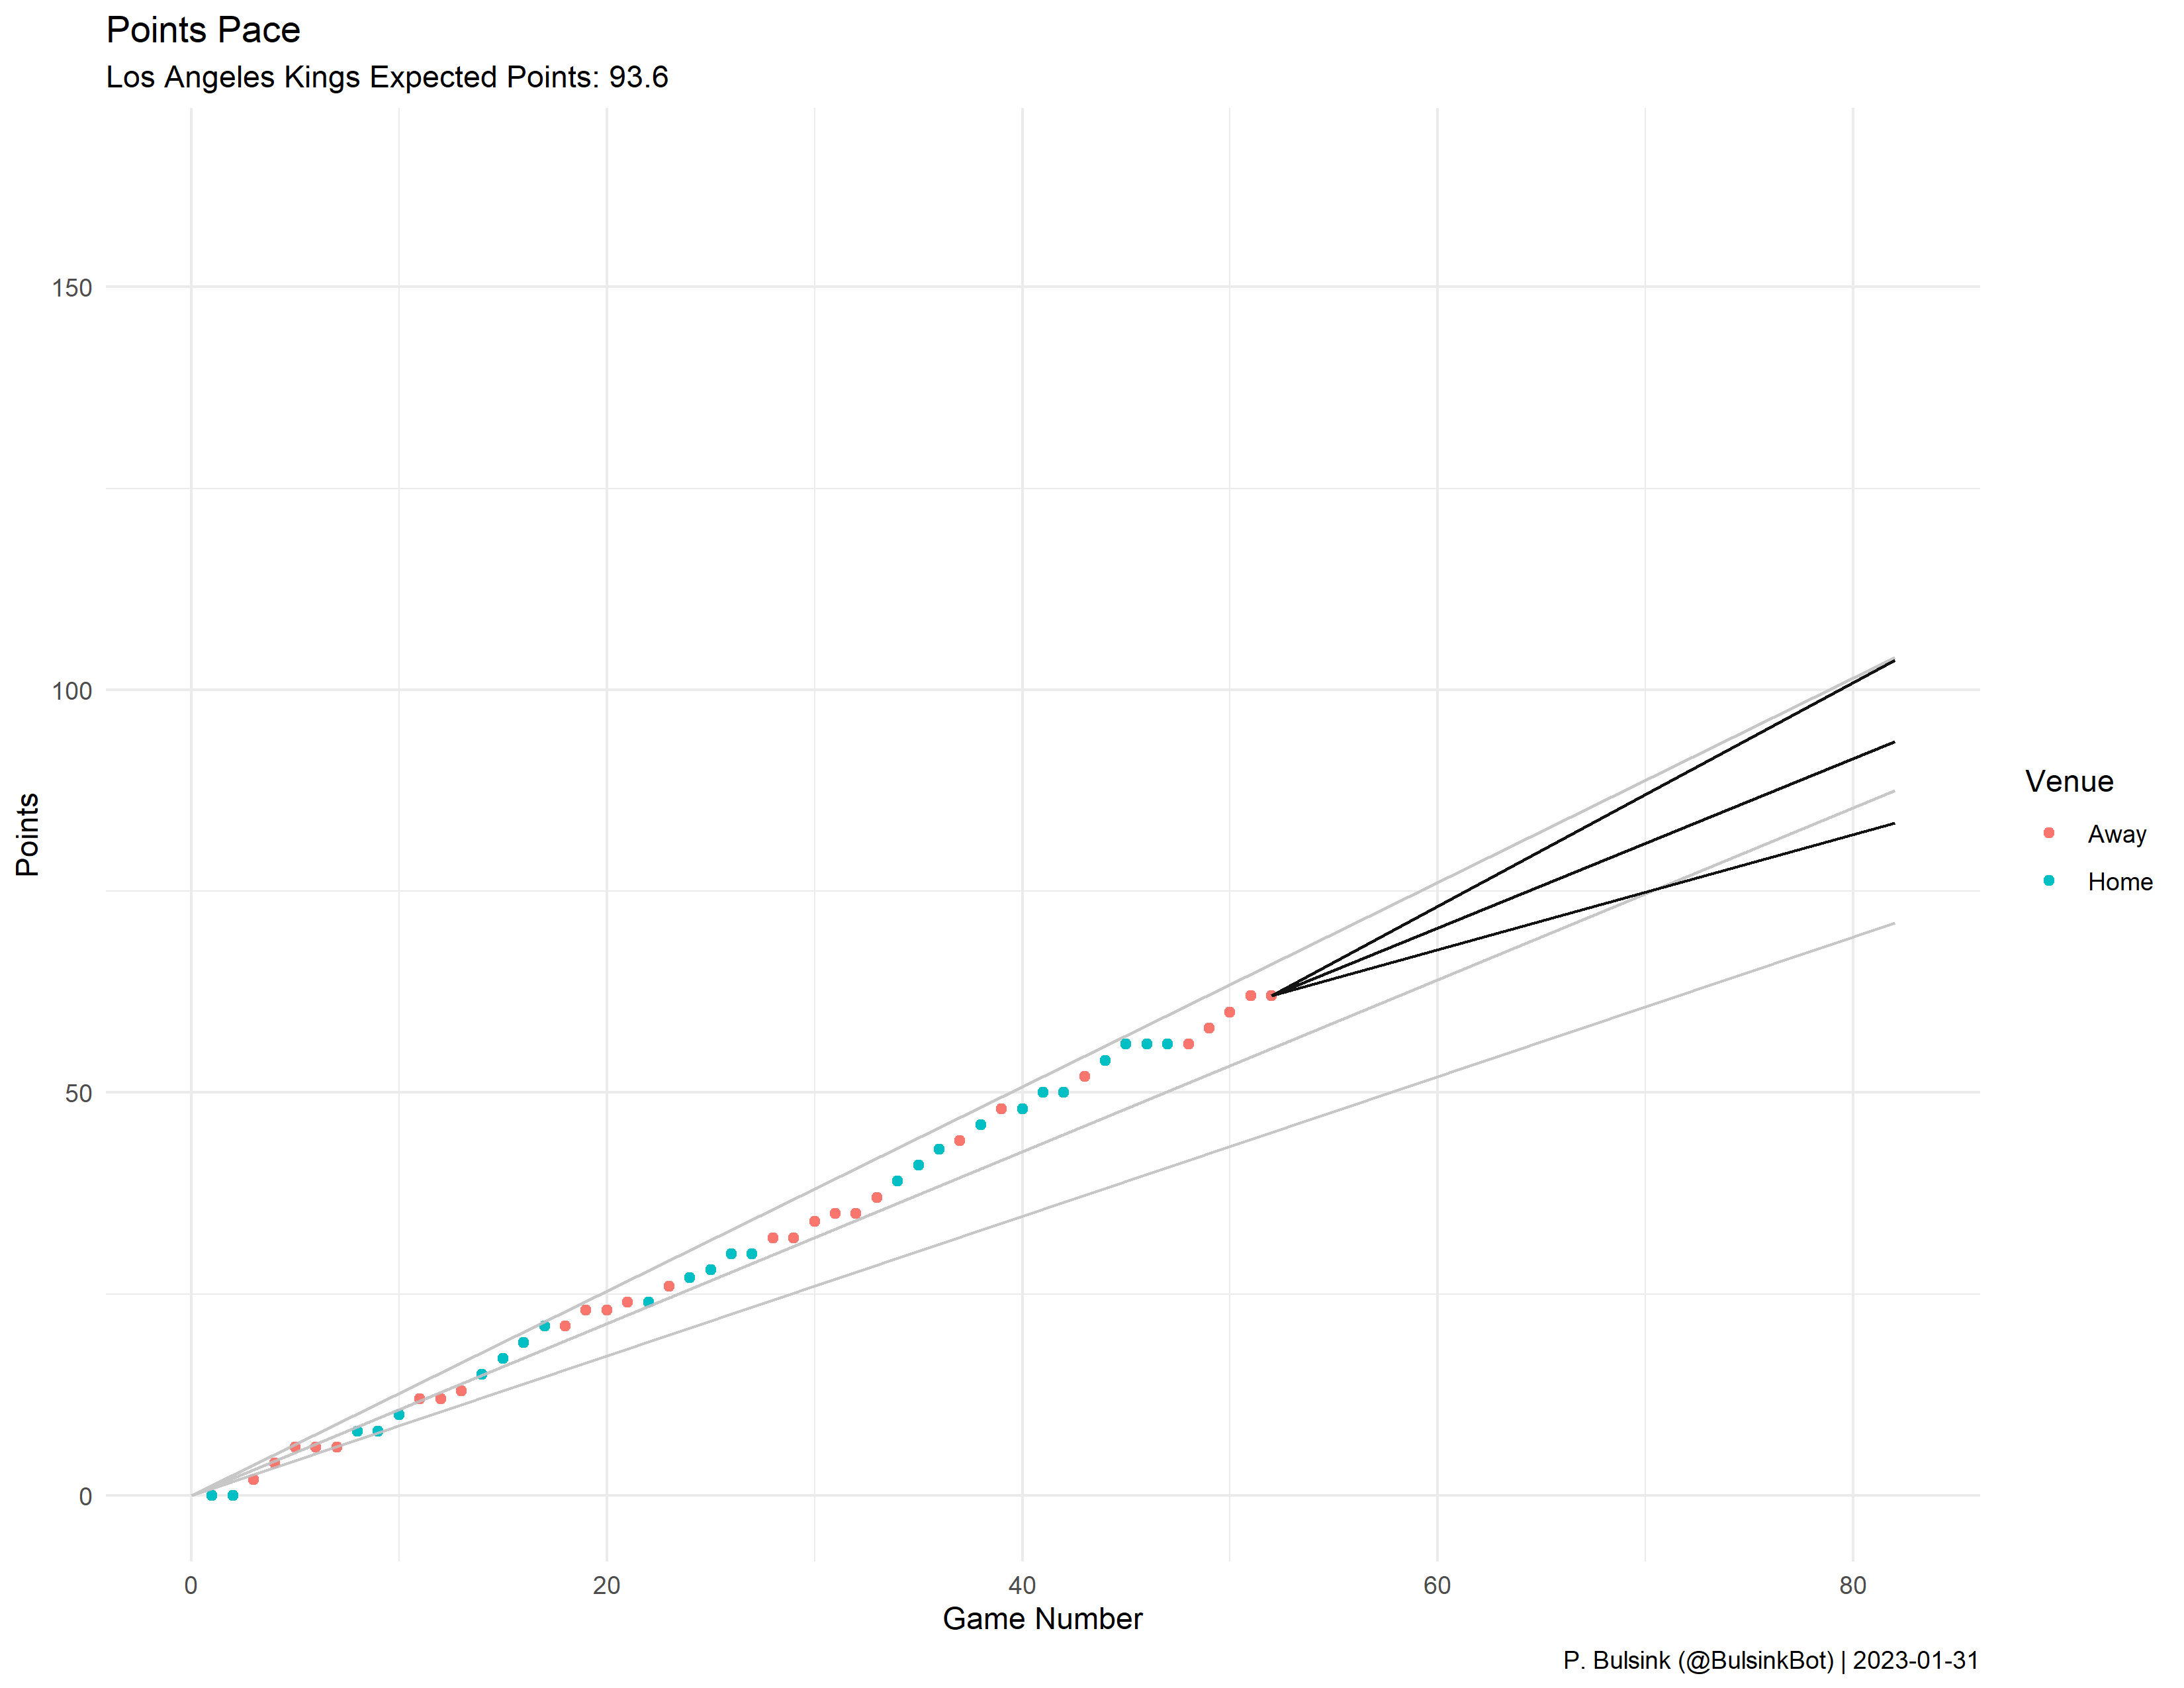 Points Pace
Los Angeles Kings Expected Points: 93.6
150
100
50
0
Points
0 20 40 60 80
Game Number
Venue
Away
Home
P. Bulsink (@BulsinkBot) | 2023-01-31